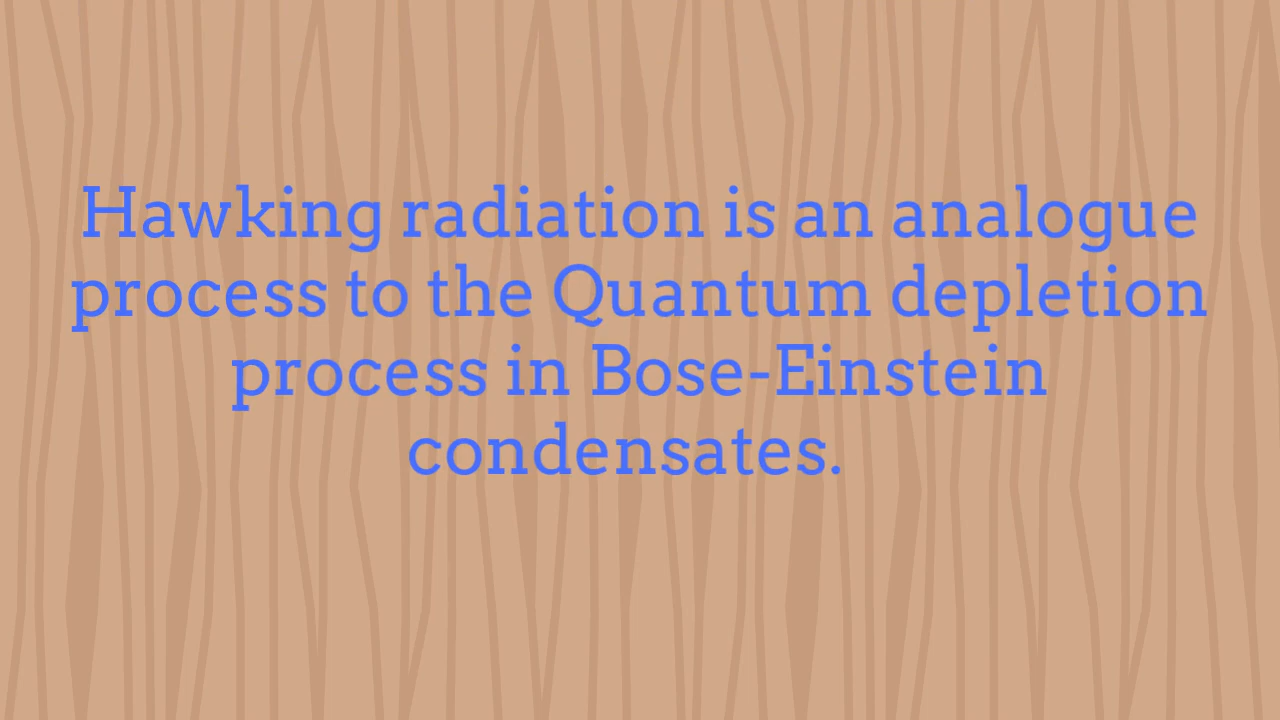 Hawking radiation is an analogue
process to the Quantum depletion
process in Bose-Einstein
condensates.